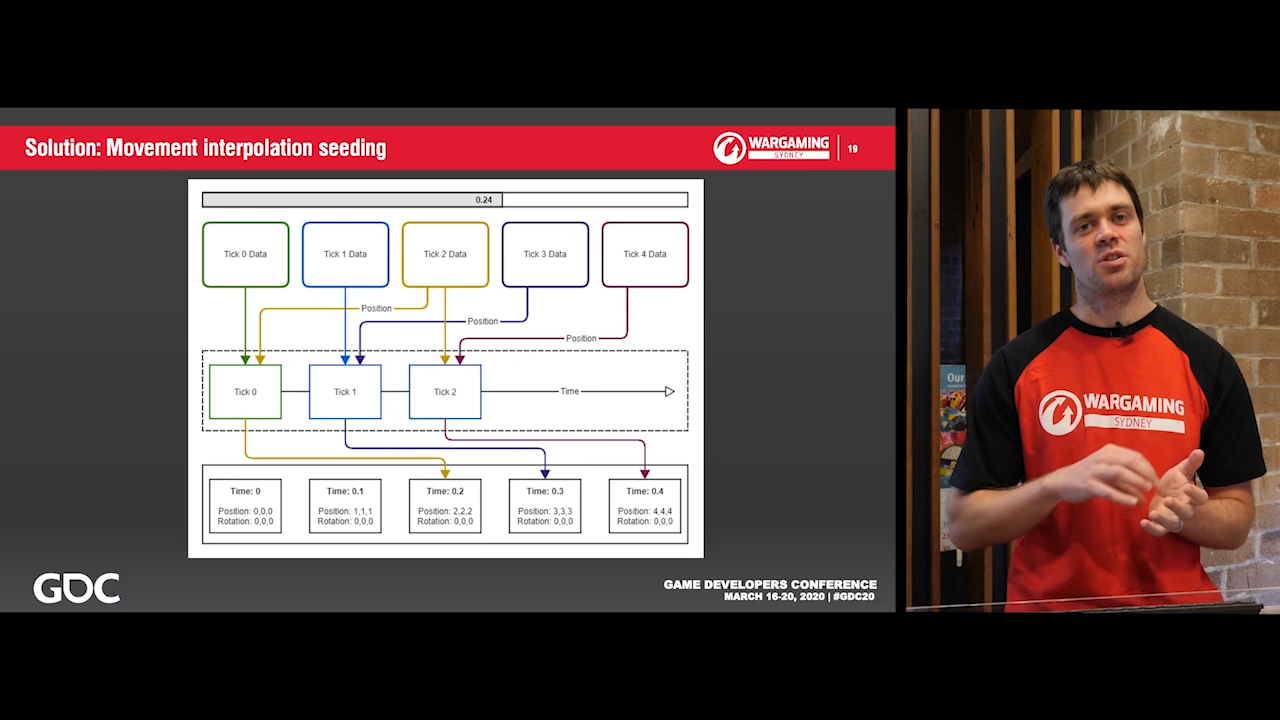 Solution: Movement interpolation seeding
WARGAMING
SYDNEY
19
0.24
Tick 0 Data
Tick 1 Data
Tick 2 Data
Tick 3 Data
Tick 4 Data
Position
Position
Position
Tick 0
Tick 1
Tick 2
Time
Time: 0
Position: 0,0,0
Rotation: 0,0,0
Time: 0.1
Position: 1,1,1
Rotation: 0,0,0
Time: 0.2
Position: 2,2,2
Rotation: 0,0,0
Time: 0.3
Position: 3,3,3
Rotation: 0,0,0
Time: 0.4
Position: 4,4,4
Rotation: 0,0,0
GDC
GAME DEVELOPERS CONFERENCE
MARCH 16-20, 2020 | #GDC20
Our
WARGAMING
SYDNEY